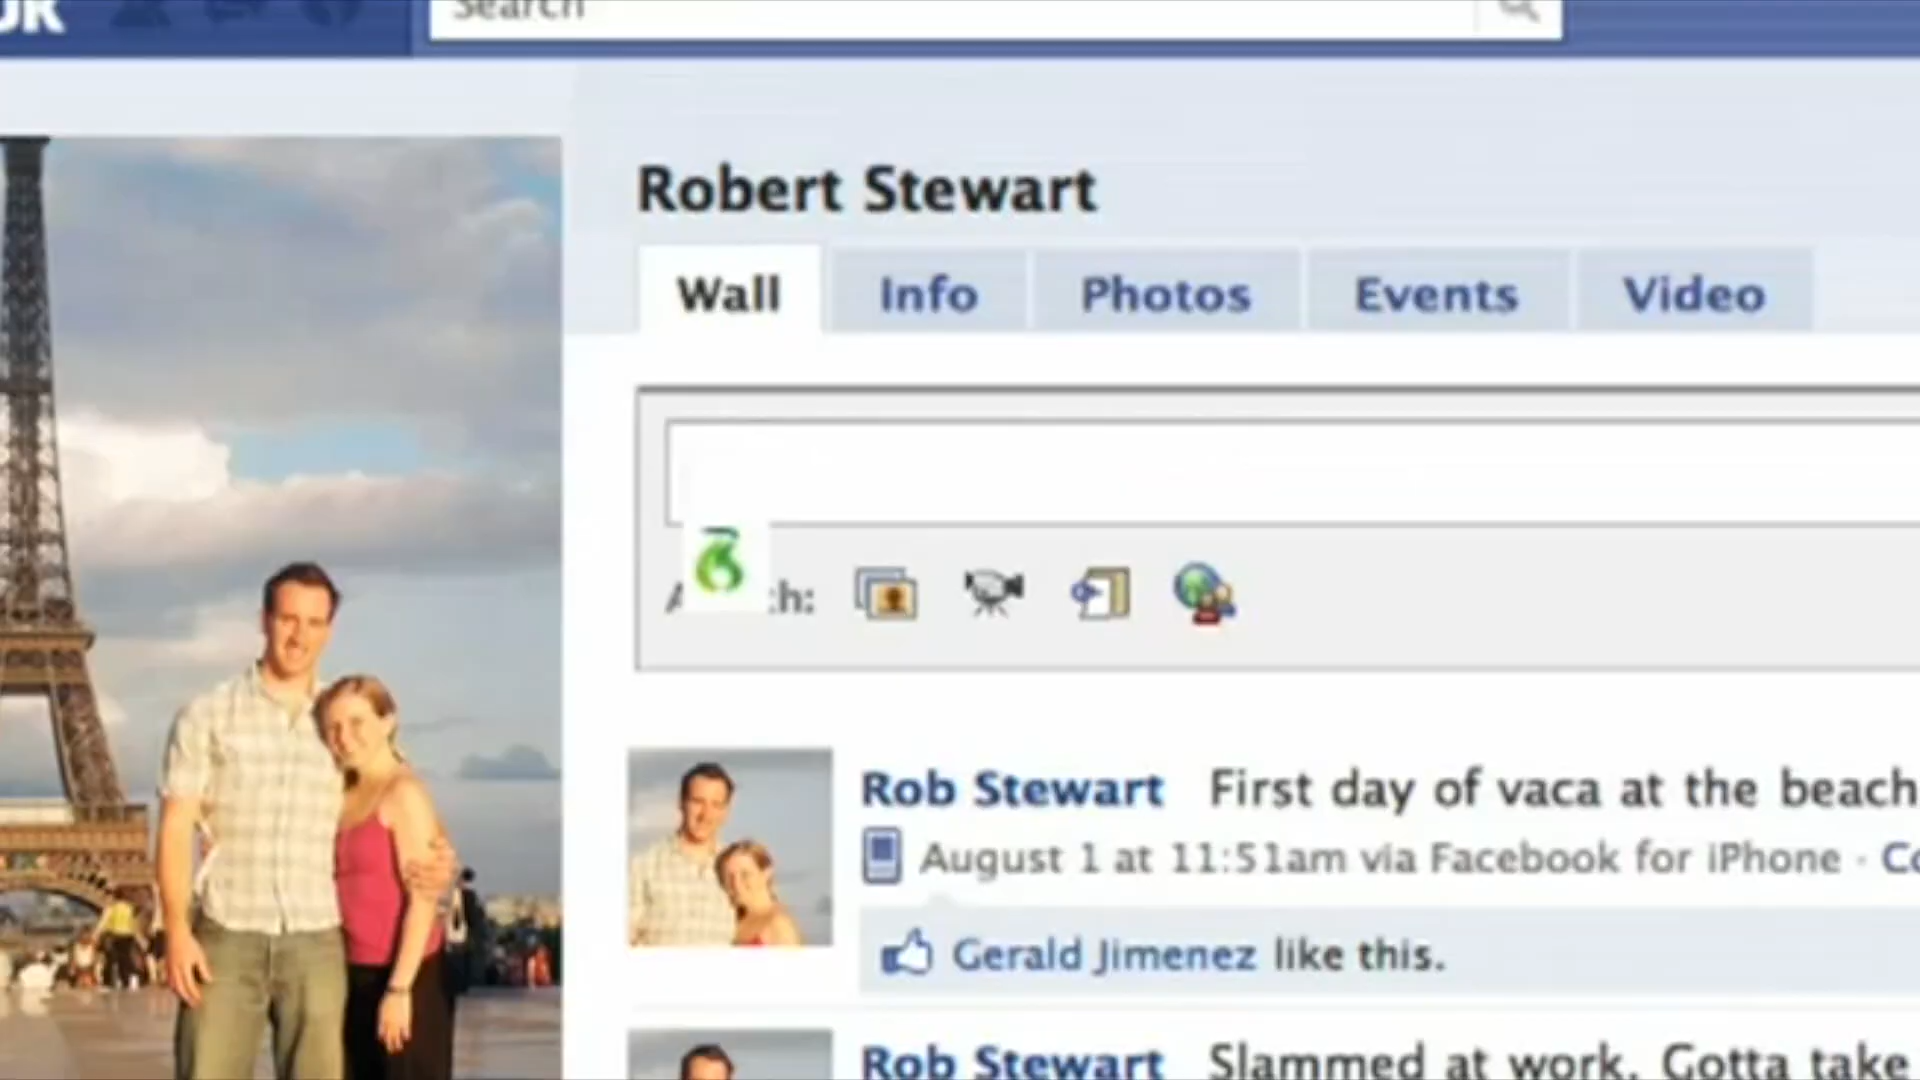 Search
Robert Stewart
Wall Info Photos Events Video
Rob Stewart First day of vaca at the beach
August 1 at 11:51am via Facebook for iPhone ·
Gerald Jimenez like this.
Rob Stewart Slammed at work. Gotta take